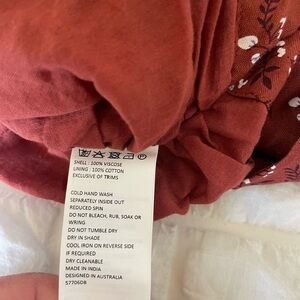 SHELL : 100% VISCOSE
LINING : 100% COTTON
EXCLUSIVE OF TRIMS
COLD HAND WASH
SEPARATELY INSIDE OUT
REDUCED SPIN
DO NOT BLEACH, RUB, SOAK OR
WRING
DO NOT TUMBLE DRY
DRY IN SHADE
COOL IRON ON REVERSE SIDE
IF REQUIRED
DRY CLEANABLE
MADE IN INDIA
DESIGNED IN AUSTRALIA
57706DB